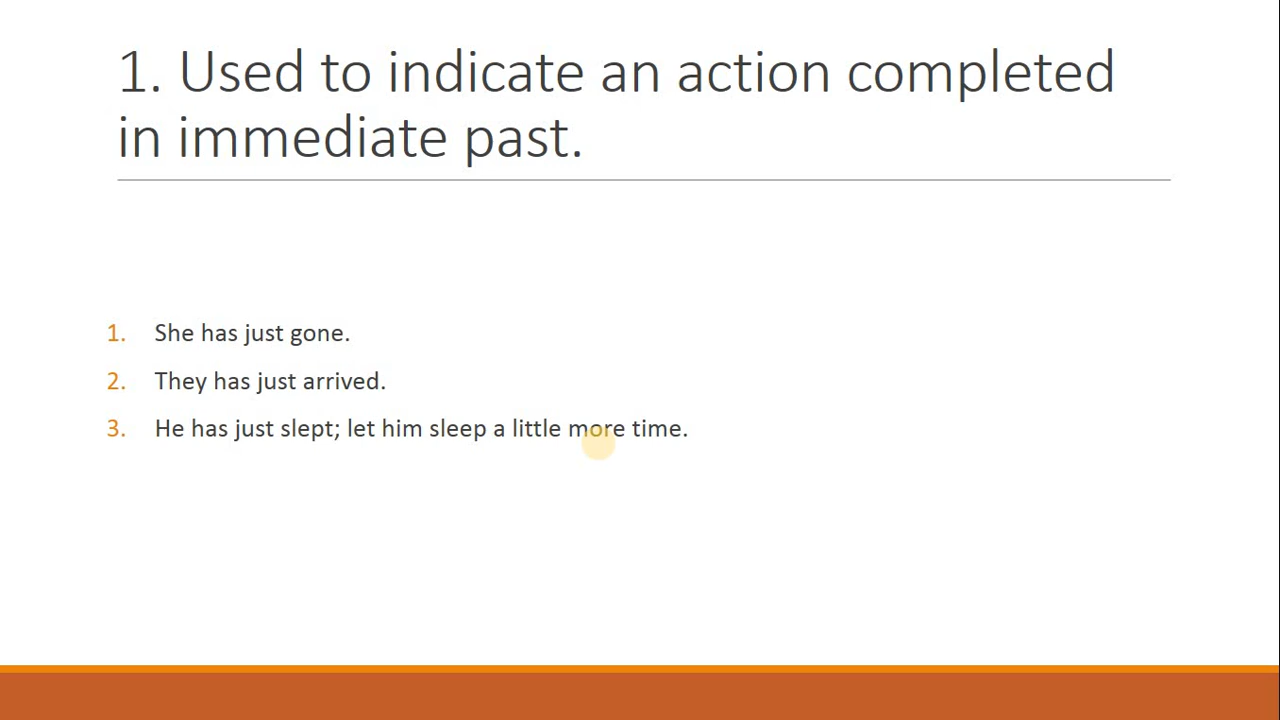 1. Used to indicate an action completed
in immediate past.
1. She has just gone.
2. They has just arrived.
3. He has just slept; let him sleep a little more time.